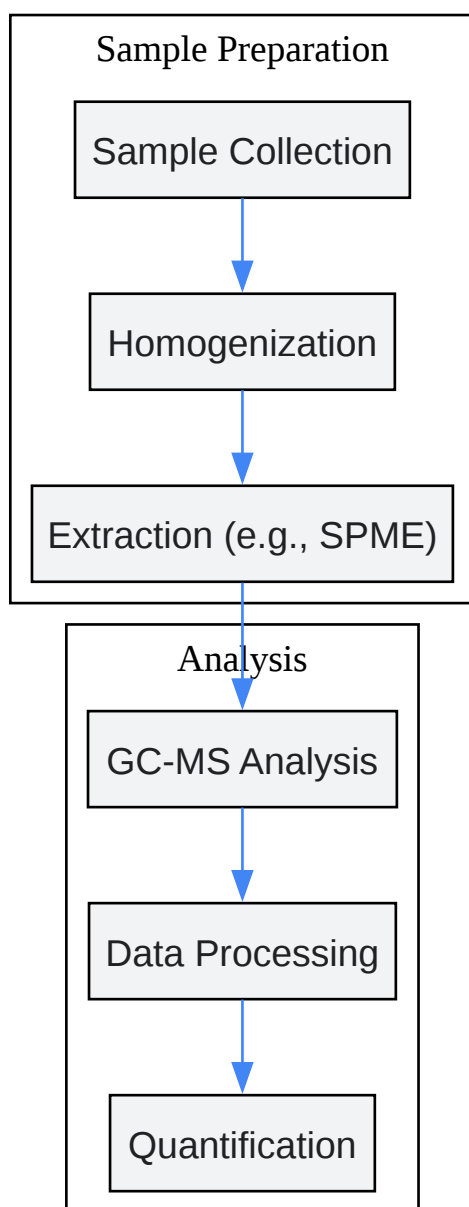 Sample Preparation
Sample Collection
Homogenization
Extraction (e.g., SPME)
Analysis
GC-MS Analysis
Data Processing
Quantification